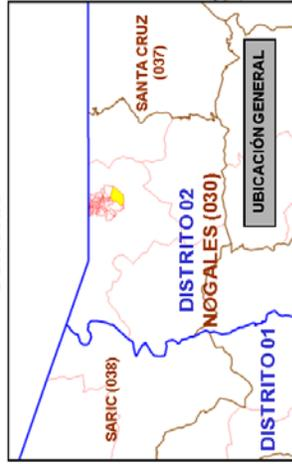 SANTA CRUZ
(037)
DISTRITO 02
NOGALES (030)
UBICACIÓN GENERAL
SARIC (038)
DISTRITO 01